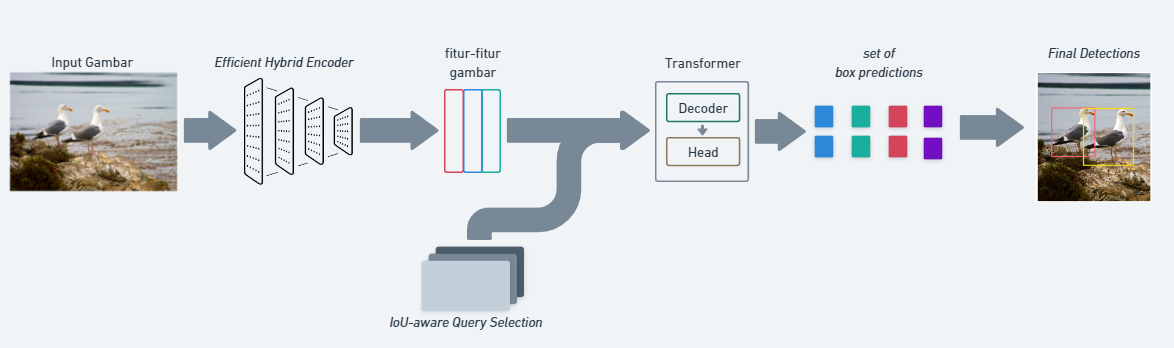 Input Gambar
Efficient Hybrid Encoder
fitur-fitur
gambar
Transformer
Decoder
Head
set of
box predictions
Final Detections
IoU-aware Query Selection